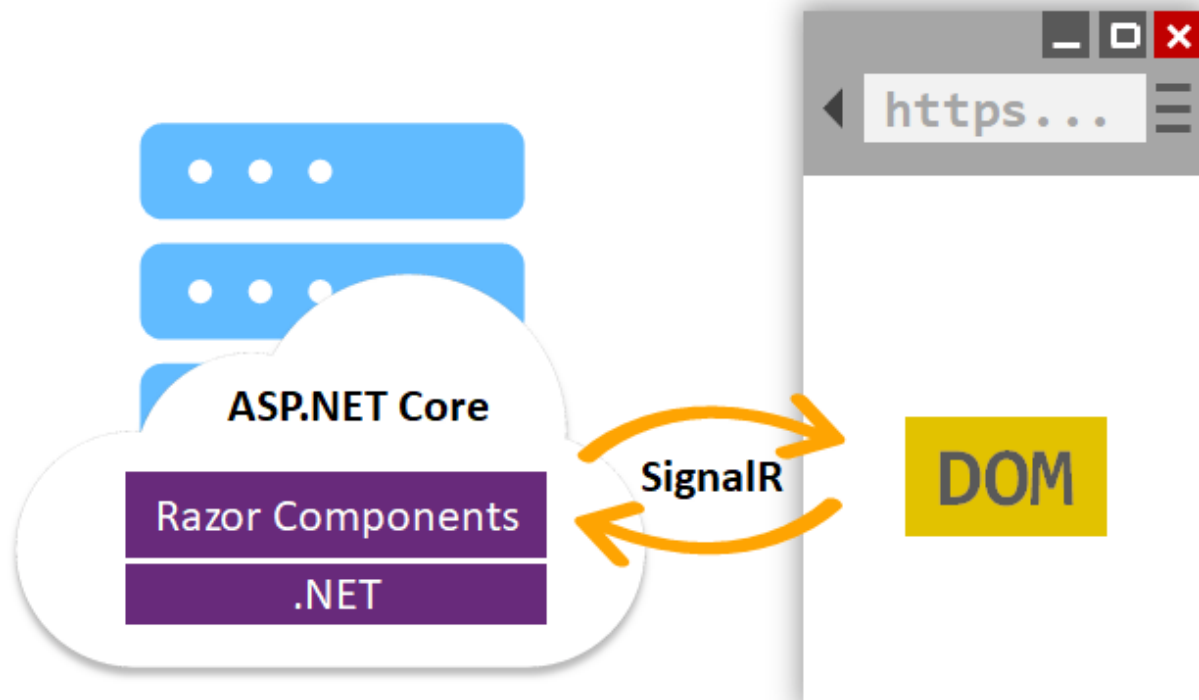 https...
ASP.NET Core
SignalR
Razor Components
.NET
DOM